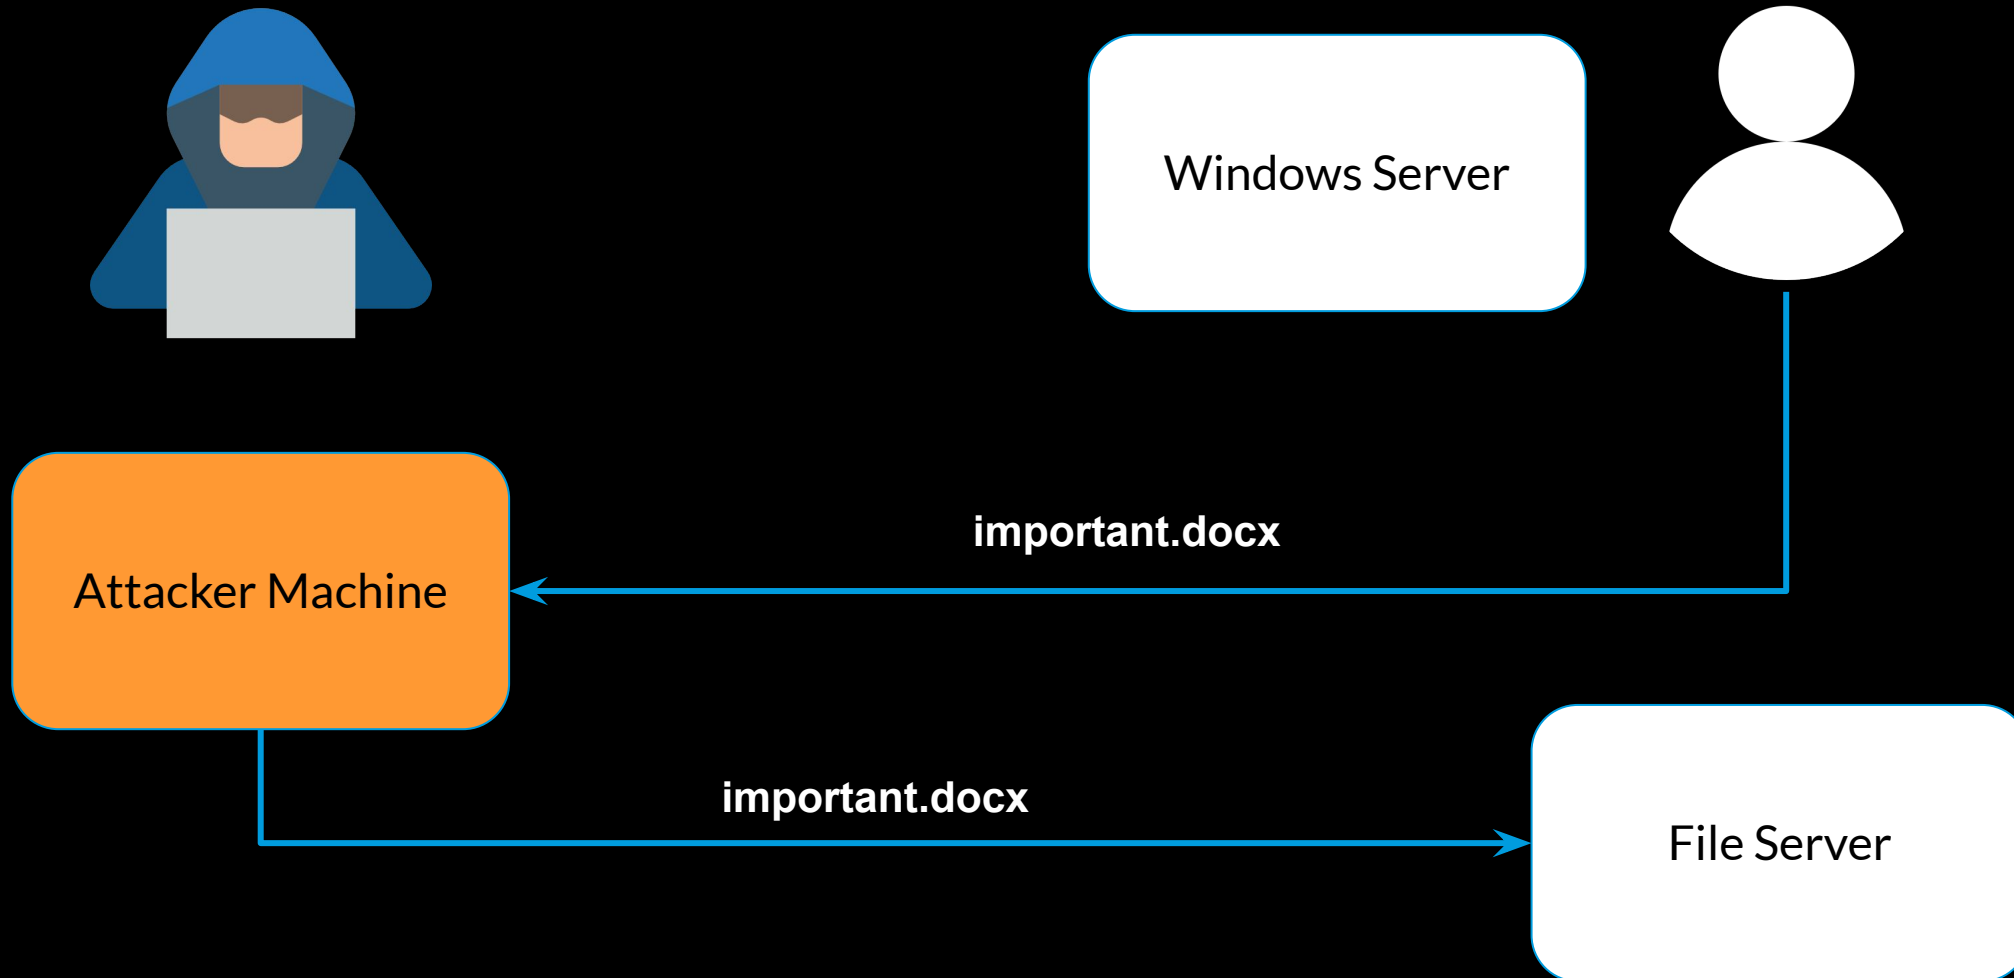 Windows Server
important.docx
Attacker Machine
important.docx
File Server